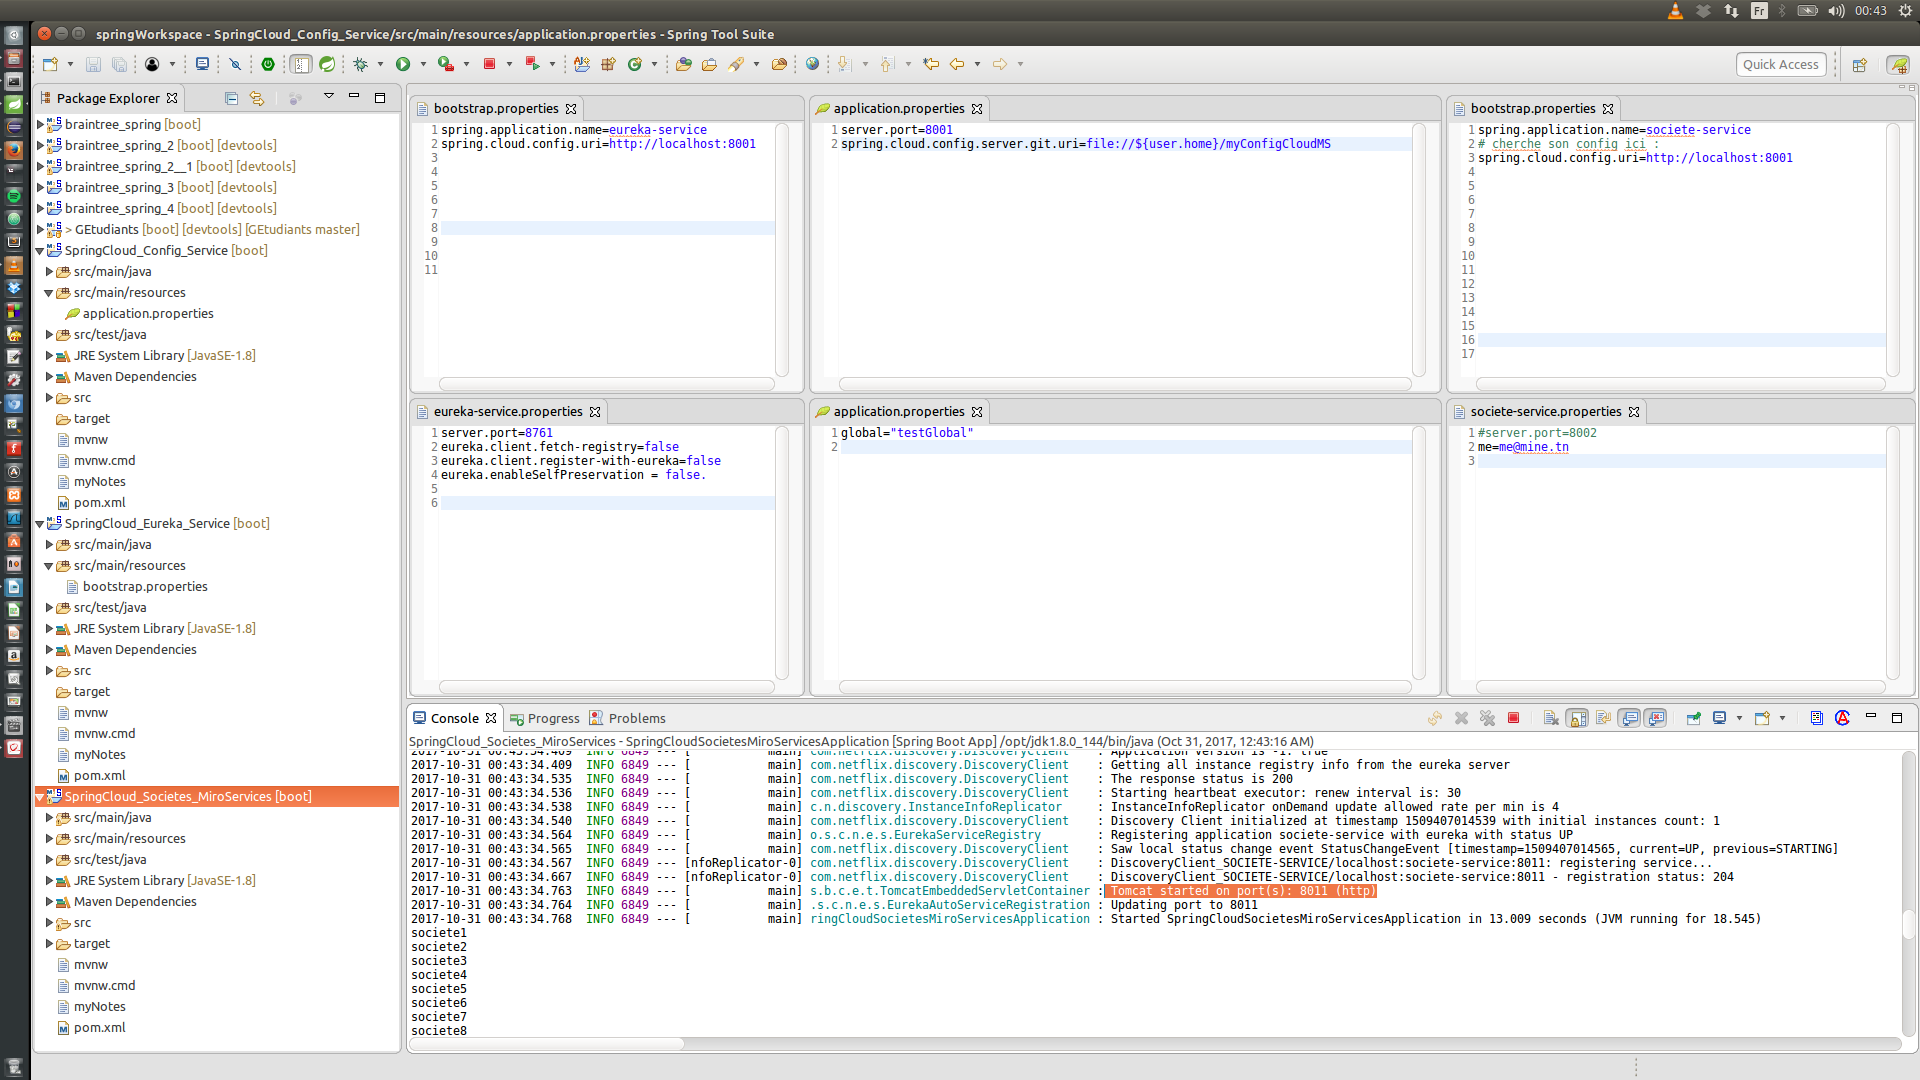 Fr
00:43
springWorkspace - SpringCloud_Config_Service/src/main/resources/application.properties - Spring Tool Suite
Quick Access
Package Explorer
braintree_spring [boot]
braintree_spring_2 [boot] [devtools]
braintree_spring_2__1 [boot] [devtools]
braintree_spring_3 [boot] [devtools]
braintree_spring_4 [boot] [devtools]
> GEtudiants [boot] [devtools] [GEtudiants master]
SpringCloud_Config_Service [boot]
src/main/java
src/main/resources
application.properties
src/test/java
JRE System Library [JavaSE-1.8]
Maven Dependencies
src
target
mvnw
mvnw.cmd
myNotes
pom.xml
SpringCloud_Eureka_Service [boot]
src/main/java
src/main/resources
bootstrap.properties
src/test/java
JRE System Library [JavaSE-1.8]
Maven Dependencies
src
target
mvnw
mvnw.cmd
myNotes
pom.xml
SpringCloud_Societes_MiroServices [boot]
src/main/java
src/main/resources
src/test/java
JRE System Library [JavaSE-1.8]
Maven Dependencies
src
target
mvnw
mvnw.cmd
myNotes
pom.xml
bootstrap.properties
1 spring.application.name=eureka-service
2 spring.cloud.config.uri=http://localhost:8001
3
4
5
6
7
8
9
10
11
application.properties
1 server.port=8001
2 spring.cloud.config.server.git.uri=file://${user.home}/myConfigCloudMS
bootstrap.properties
1 spring.application.name=societe-service
2 # cherche son config ici :
3 spring.cloud.config.uri=http://localhost:8001
4
5
6
7
8
9
10
11
12
13
14
15
16
17
eureka-service.properties
1 server.port=8761
2 eureka.client.fetch-registry=false
3 eureka.client.register-with-eureka=false
4 eureka.enableSelfPreservation = false.
5
6
application.properties
1 global="testGlobal"
2
societe-service.properties
1 #server.port=8002
2 me=me@mine.tn
3
Console
Progress
Problems
SpringCloud_Societes_MiroServices - SpringCloudSocietesMiroServicesApplication [Spring Boot App] /opt/jdk1.8.0_144/bin/java (Oct 31, 2017, 12:43:16 AM)
2017-10-31 00:43:34.409 INFO 6849 --- [ main] com.netflix.discovery.DiscoveryClient : Application version is -1: true
2017-10-31 00:43:34.409 INFO 6849 --- [ main] com.netflix.discovery.DiscoveryClient : Getting all instance registry info from the eureka server
2017-10-31 00:43:34.535 INFO 6849 --- [ main] com.netflix.discovery.DiscoveryClient : The response status is 200
2017-10-31 00:43:34.536 INFO 6849 --- [ main] com.netflix.discovery.DiscoveryClient : Starting heartbeat executor: renew interval is: 30
2017-10-31 00:43:34.538 INFO 6849 --- [ main] c.n.discovery.InstanceInfoReplicator : InstanceInfoReplicator onDemand update allowed rate per min is 4
2017-10-31 00:43:34.540 INFO 6849 --- [ main] com.netflix.discovery.DiscoveryClient : Discovery Client initialized at timestamp 1509407014539 with initial instances count: 1
2017-10-31 00:43:34.564 INFO 6849 --- [ main] o.s.c.n.e.s.EurekaServiceRegistry : Registering application societe-service with eureka with status UP
2017-10-31 00:43:34.565 INFO 6849 --- [ main] com.netflix.discovery.DiscoveryClient : Saw local status change event StatusChangeEvent [timestamp=1509407014565, current=UP, previous=STARTING]
2017-10-31 00:43:34.567 INFO 6849 --- [nfoReplicator-0] com.netflix.discovery.DiscoveryClient : DiscoveryClient_SOCIETE-SERVICE/localhost:societe-service:8011: registering service...
2017-10-31 00:43:34.667 INFO 6849 --- [nfoReplicator-0] com.netflix.discovery.DiscoveryClient : DiscoveryClient_SOCIETE-SERVICE/localhost:societe-service:8011 - registration status: 204
2017-10-31 00:43:34.763 INFO 6849 --- [ main] s.b.c.e.t.TomcatEmbeddedServletContainer : Tomcat started on port(s): 8011 (http)
2017-10-31 00:43:34.764 INFO 6849 --- [ main] .s.c.n.e.s.EurekaAutoServiceRegistration : Updating port to 8011
2017-10-31 00:43:34.768 INFO 6849 --- [ main] ringCloudSocietesMiroServicesApplication : Started SpringCloudSocietesMiroServicesApplication in 13.009 seconds (JVM running for 18.545)
societe1
societe2
societe3
societe4
societe5
societe6
societe7
societe8